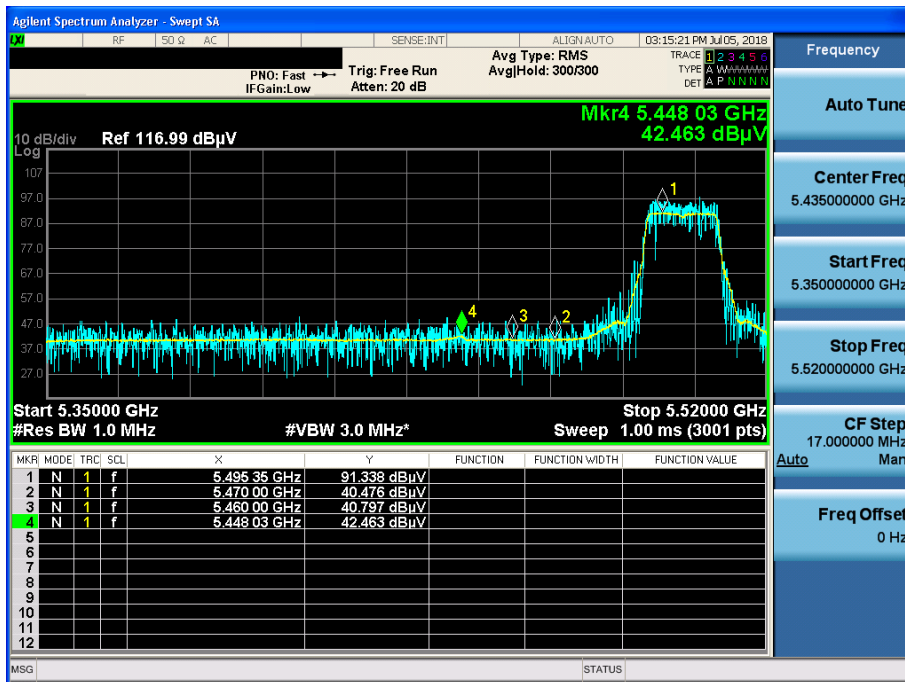 Agilent Spectrum Analyzer - Swept SA
LXI RF 50 Ω AC SENSE:INT ALIGN AUTO 03:15:21 PM Jul 05, 2018
Frequency
PNO: Fast
IFGain:Low
Trig: Free Run
Atten: 20 dB
Avg Type: RMS
Avg|Hold: 300/300
TRACE 1 2 3 4 5 6
TYPE A WWWWWW
DET A P N N N N
Auto Tune
Mkr4 5.448 03 GHz
42.463 dBµV
10 dB/div Ref 116.99 dBµV
Log
107
97.0
87.0
77.0
67.0
57.0
47.0
37.0
27.0
1
4
3
2
Center Freq
5.435000000 GHz
Start Freq
5.350000000 GHz
Stop Freq
5.520000000 GHz
Start 5.35000 GHz Stop 5.52000 GHz
#Res BW 1.0 MHz #VBW 3.0 MHz* Sweep 1.00 ms (3001 pts)
CF Step
17.000000 MHz
Auto Man
Freq Offset
0 Hz
MKR MODE TRC SCL X Y FUNCTION FUNCTION WIDTH FUNCTION VALUE
1 N 1 f 5.495 35 GHz 91.338 dBµV
2 N 1 f 5.470 00 GHz 40.476 dBµV
3 N 1 f 5.460 00 GHz 40.797 dBµV
4 N 1 f 5.448 03 GHz 42.463 dBµV
5
6
7
8
9
10
11
12
MSG STATUS